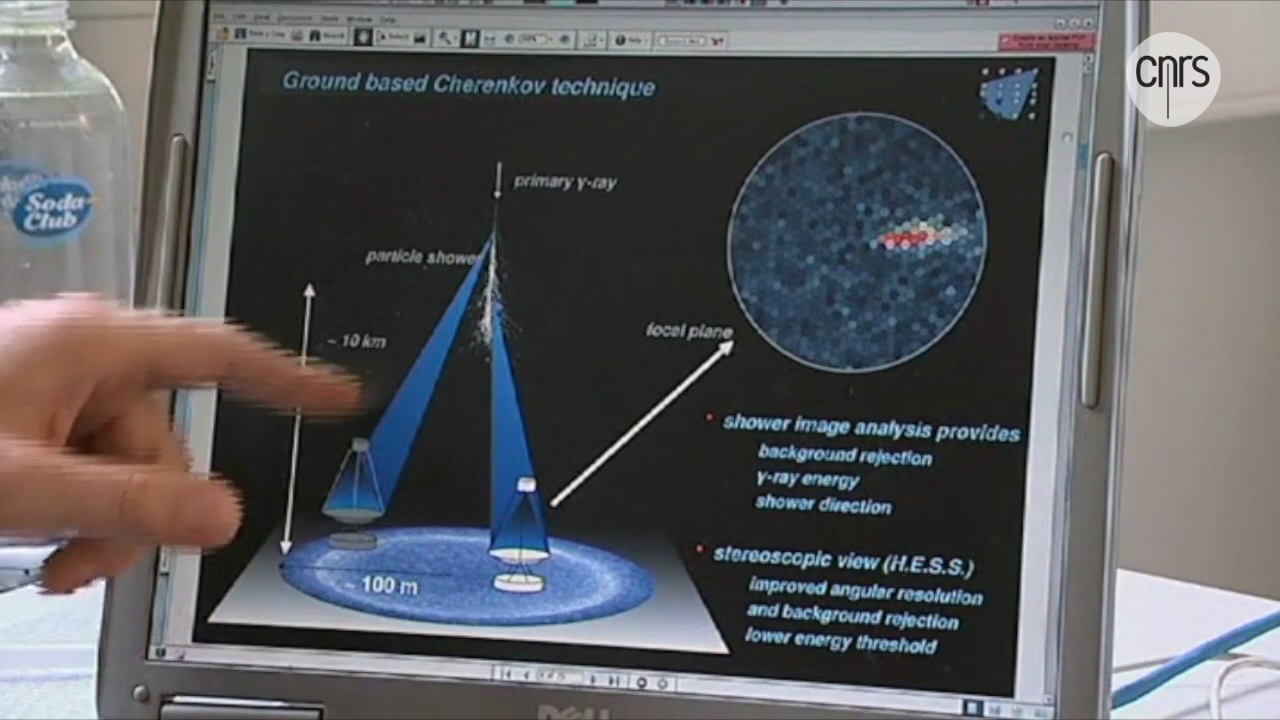 cnrs
Soda
Club
Ground based Cherenkov technique
primary γ-ray
particle shower
~ 10 km
focal plane
~ 100 m
• shower image analysis provides
background rejection
γ-ray energy
shower direction
• stereoscopic view (H.E.S.S.)
improved angular resolution
and background rejection
lower energy threshold
DELL